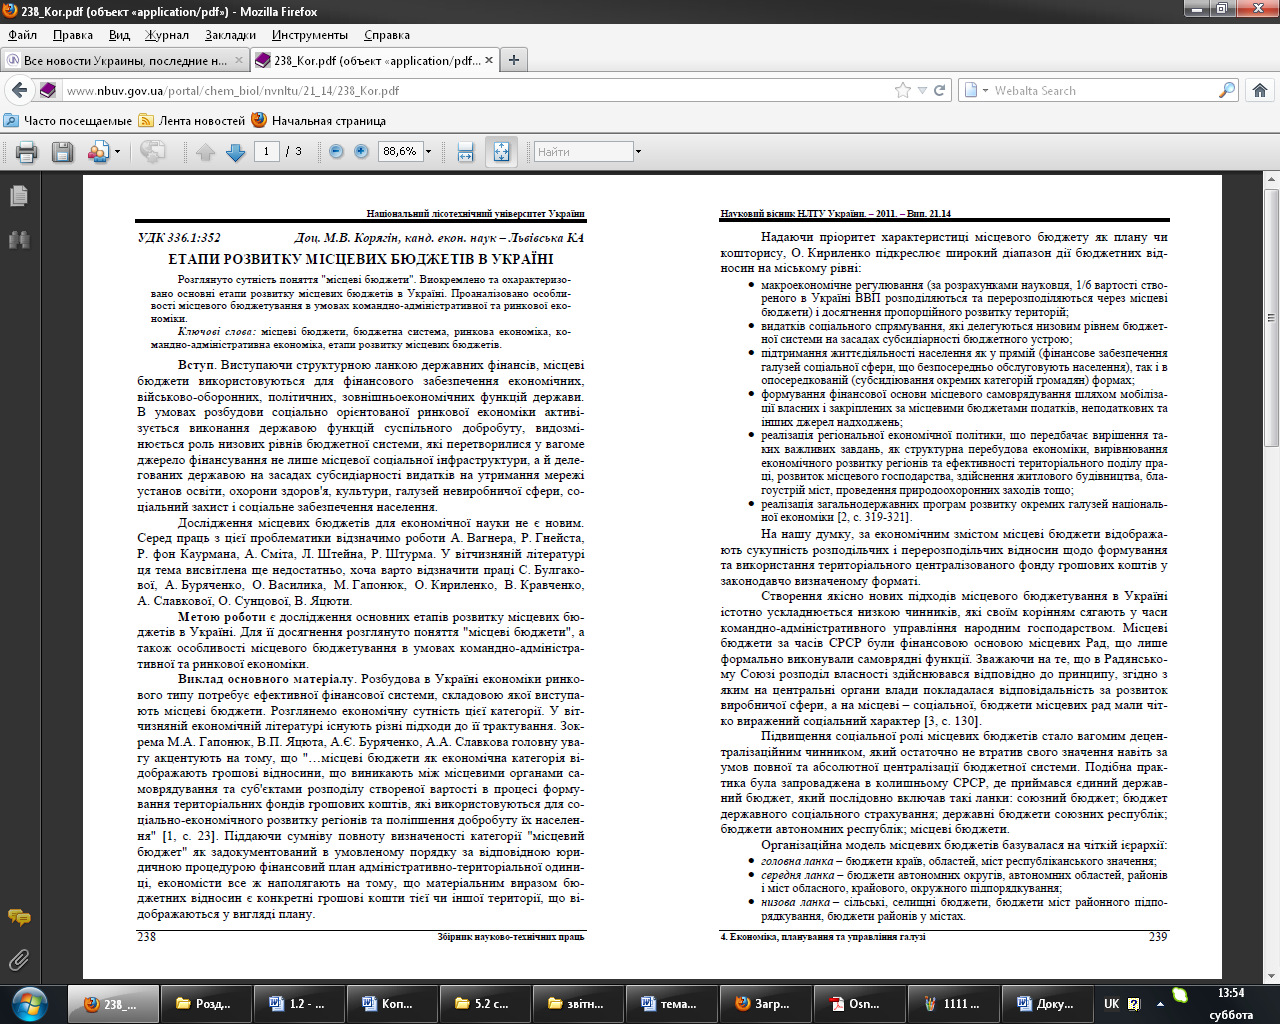 238_Kor.pdf (объект «application/pdf») - Mozilla Firefox
Файл Правка Вид Журнал Закладки Инструменты Справка
Все новости Украины, последние н...
238_Kor.pdf (объект «application/pdf...
www.nbuv.gov.ua/portal/chem_biol/nvnltu/21_14/238_Kor.pdf
Webalta Search
Часто посещаемые Лента новостей Начальная страница
1 / 3 88,6% Найти
Національний лісотехнічний університет України
УДК 336.1:352 Доц. М.В. Корягін, канд. екон. наук – Львівська КА
ЕТАПИ РОЗВИТКУ МІСЦЕВИХ БЮДЖЕТІВ В УКРАЇНІ
Розглянуто сутність поняття "місцеві бюджети". Виокремлено та охарактеризо-
вано основні етапи розвитку місцевих бюджетів в Україні. Проаналізовано особли-
вості місцевого бюджетування в умовах командно-адміністративної та ринкової еко-
номіки.
Ключові слова: місцеві бюджети, бюджетна система, ринкова економіка, ко-
мандно-адміністративна економіка, етапи розвитку місцевих бюджетів.
Вступ. Виступаючи структурною ланкою державних фінансів, місцеві
бюджети використовуються для фінансового забезпечення економічних,
військово-оборонних, політичних, зовнішньоекономічних функцій держави.
В умовах розбудови соціально орієнтованої ринкової економіки активі-
зується виконання державою функцій суспільного добробуту, видозмі-
нюється роль низових рівнів бюджетної системи, які перетворилися у вагоме
джерело фінансування не лише місцевої соціальної інфраструктури, а й деле-
гованих державою на засадах субсидіарності видатків на утримання мережі
установ освіти, охорони здоров'я, культури, галузей невиробничої сфери, со-
ціальний захист і соціальне забезпечення населення.
Дослідження місцевих бюджетів для економічної науки не є новим.
Серед праць з цієї проблематики відзначимо роботи А. Вагнера, Р. Гнейста,
Р. фон Каурмана, А. Сміта, Л. Штейна, Р. Штурма. У вітчизняній літературі
ця тема висвітлена ще недостатньо, хоча варто відзначити праці С. Булгако-
вої, А. Буряченко, О. Василика, М. Гапонюк, О. Кириленко, В. Кравченко,
А. Славкової, О. Сунцової, В. Яцюти.
Метою роботи є дослідження основних етапів розвитку місцевих бю-
джетів в Україні. Для її досягнення розглянуто поняття "місцеві бюджети", а
також особливості місцевого бюджетування в умовах командно-адміністра-
тивної та ринкової економіки.
Виклад основного матеріалу. Розбудова в Україні економіки ринко-
вого типу потребує ефективної фінансової системи, складовою якої виступа-
ють місцеві бюджети. Розглянемо економічну сутність цієї категорії. У віт-
чизняній економічній літературі існують різні підходи до її трактування. Зок-
рема М.А. Гапонюк, В.П. Яцюта, А.Є. Буряченко, А.А. Славкова головну ува-
гу акцентують на тому, що "…місцеві бюджети як економічна категорія ві-
дображають грошові відносини, що виникають між місцевими органами са-
моврядування та суб'єктами розподілу створеної вартості в процесі форму-
вання територіальних фондів грошових коштів, які використовуються для со-
ціально-економічного розвитку регіонів та поліпшення добробуту їх населен-
ня" [1, с. 23]. Піддаючи сумніву повноту визначеності категорії "місцевий
бюджет" як задокументований в умовленому порядку за відповідною юри-
дичною процедурою фінансовий план адміністративно-територіальної одини-
ці, економісти все ж наполягають на тому, що матеріальним виразом бю-
джетних відносин є конкретні грошові кошти тієї чи іншої території, що ві-
дображаються у вигляді плану.
238 Збірник науково-технічних праць
Науковий вісник НЛТУ України. – 2011. – Вип. 21.14
Надаючи пріоритет характеристиці місцевого бюджету як плану чи
кошторису, О. Кириленко підкреслює широкий діапазон дії бюджетних від-
носин на міському рівні:
• макроекономічне регулювання (за розрахунками науковця, 1/6 вартості ство-
реного в Україні ВВП розподіляються та перерозподіляються через місцеві
бюджети) і досягнення пропорційного розвитку територій;
• видатків соціального спрямування, які делегуються низовим рівнем бюджет-
ної системи на засадах субсидіарності бюджетного устрою;
• підтримання життєдіяльності населення як у прямій (фінансове забезпечення
галузей соціальної сфери, що безпосередньо обслуговують населення), так і в
опосередкованій (субсидіювання окремих категорій громадян) формах;
• формування фінансової основи місцевого самоврядування шляхом мобіліза-
ції власних і закріплених за місцевими бюджетами податків, неподаткових та
інших джерел надходжень;
• реалізація регіональної економічної політики, що передбачає вирішення та-
ких важливих завдань, як структурна перебудова економіки, вирівнювання
економічного розвитку регіонів та ефективності територіального поділу пра-
ці, розвиток місцевого господарства, здійснення житлового будівництва, бла-
гоустрій міст, проведення природоохоронних заходів тощо;
• реалізація загальнодержавних програм розвитку окремих галузей національ-
ної економіки [2, с. 319-321].
На нашу думку, за економічним змістом місцеві бюджети відобража-
ють сукупність розподільчих і перерозподільчих відносин щодо формування
та використання територіального централізованого фонду грошових коштів у
законодавчо визначеному форматі.
Створення якісно нових підходів місцевого бюджетування в Україні
істотно ускладнюється низкою чинників, які своїм корінням сягають у часи
командно-адміністративного управління народним господарством. Місцеві
бюджети за часів СРСР були фінансовою основою місцевих Рад, що лише
формально виконували самоврядні функції. Зважаючи на те, що в Радянсько-
му Союзі розподіл власності здійснювався відповідно до принципу, згідно з
яким на центральні органи влади покладалася відповідальність за розвиток
виробничої сфери, а на місцеві – соціальної, бюджети місцевих рад мали чіт-
ко виражений соціальний характер [3, с. 130].
Підвищення соціальної ролі місцевих бюджетів стало вагомим децен-
тралізаційним чинником, який остаточно не втратив свого значення навіть за
умов повної та абсолютної централізації бюджетної системи. Подібна прак-
тика була запроваджена в колишньому СРСР, де приймався єдиний держав-
ний бюджет, який послідовно включав такі ланки: союзний бюджет; бюджет
державного соціального страхування; державні бюджети союзних республік;
бюджети автономних республік; місцеві бюджети.
Організаційна модель місцевих бюджетів базувалася на чіткій ієрархії:
• головна ланка – бюджети країв, областей, міст республіканського значення;
• середня ланка – бюджети автономних округів, автономних областей, районів
і міст обласного, крайового, окружного підпорядкування;
• низова ланка – сільські, селищні бюджети, бюджети міст районного підпо-
рядкування, бюджети районів у містах.
4. Економіка, планування та управління галузі 239
238_... Розд... 1.2 - ... Коп... 5.2 с... звітн... тема... Загр... Osn... 1111 ... Доку... UK 13:54
суббота